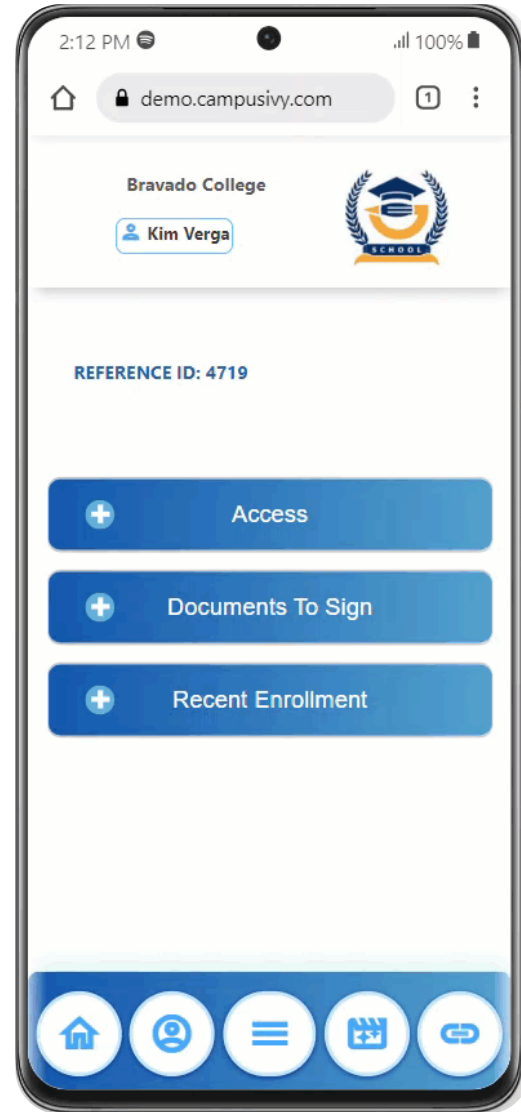 2:12 PM 100%
demo.campusivy.com 1
Bravado College
Kim Verga
SCHOOL
REFERENCE ID: 4719
Access
Documents To Sign
Recent Enrollment